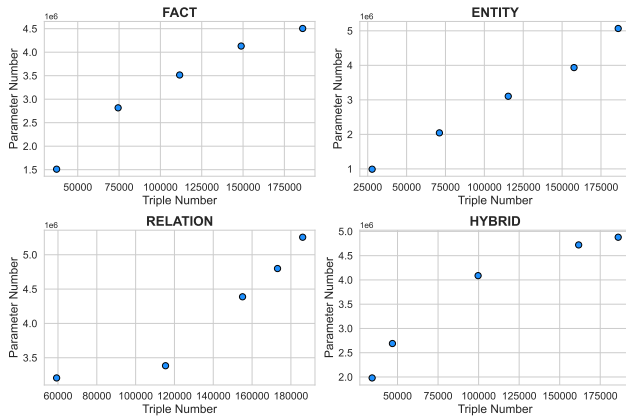 FACT
1e6
Parameter Number
4.5
4.0
3.5
3.0
2.5
2.0
1.5
50000 75000 100000 125000 150000 175000
Triple Number
ENTITY
1e6
Parameter Number
5
4
3
2
1
25000 50000 75000 100000 125000 150000 175000
Triple Number
RELATION
1e6
Parameter Number
5.0
4.5
4.0
3.5
60000 80000 100000 120000 140000 160000 180000
Triple Number
HYBRID
1e6
Parameter Number
5.0
4.5
4.0
3.5
3.0
2.5
2.0
50000 75000 100000 125000 150000 175000
Triple Number